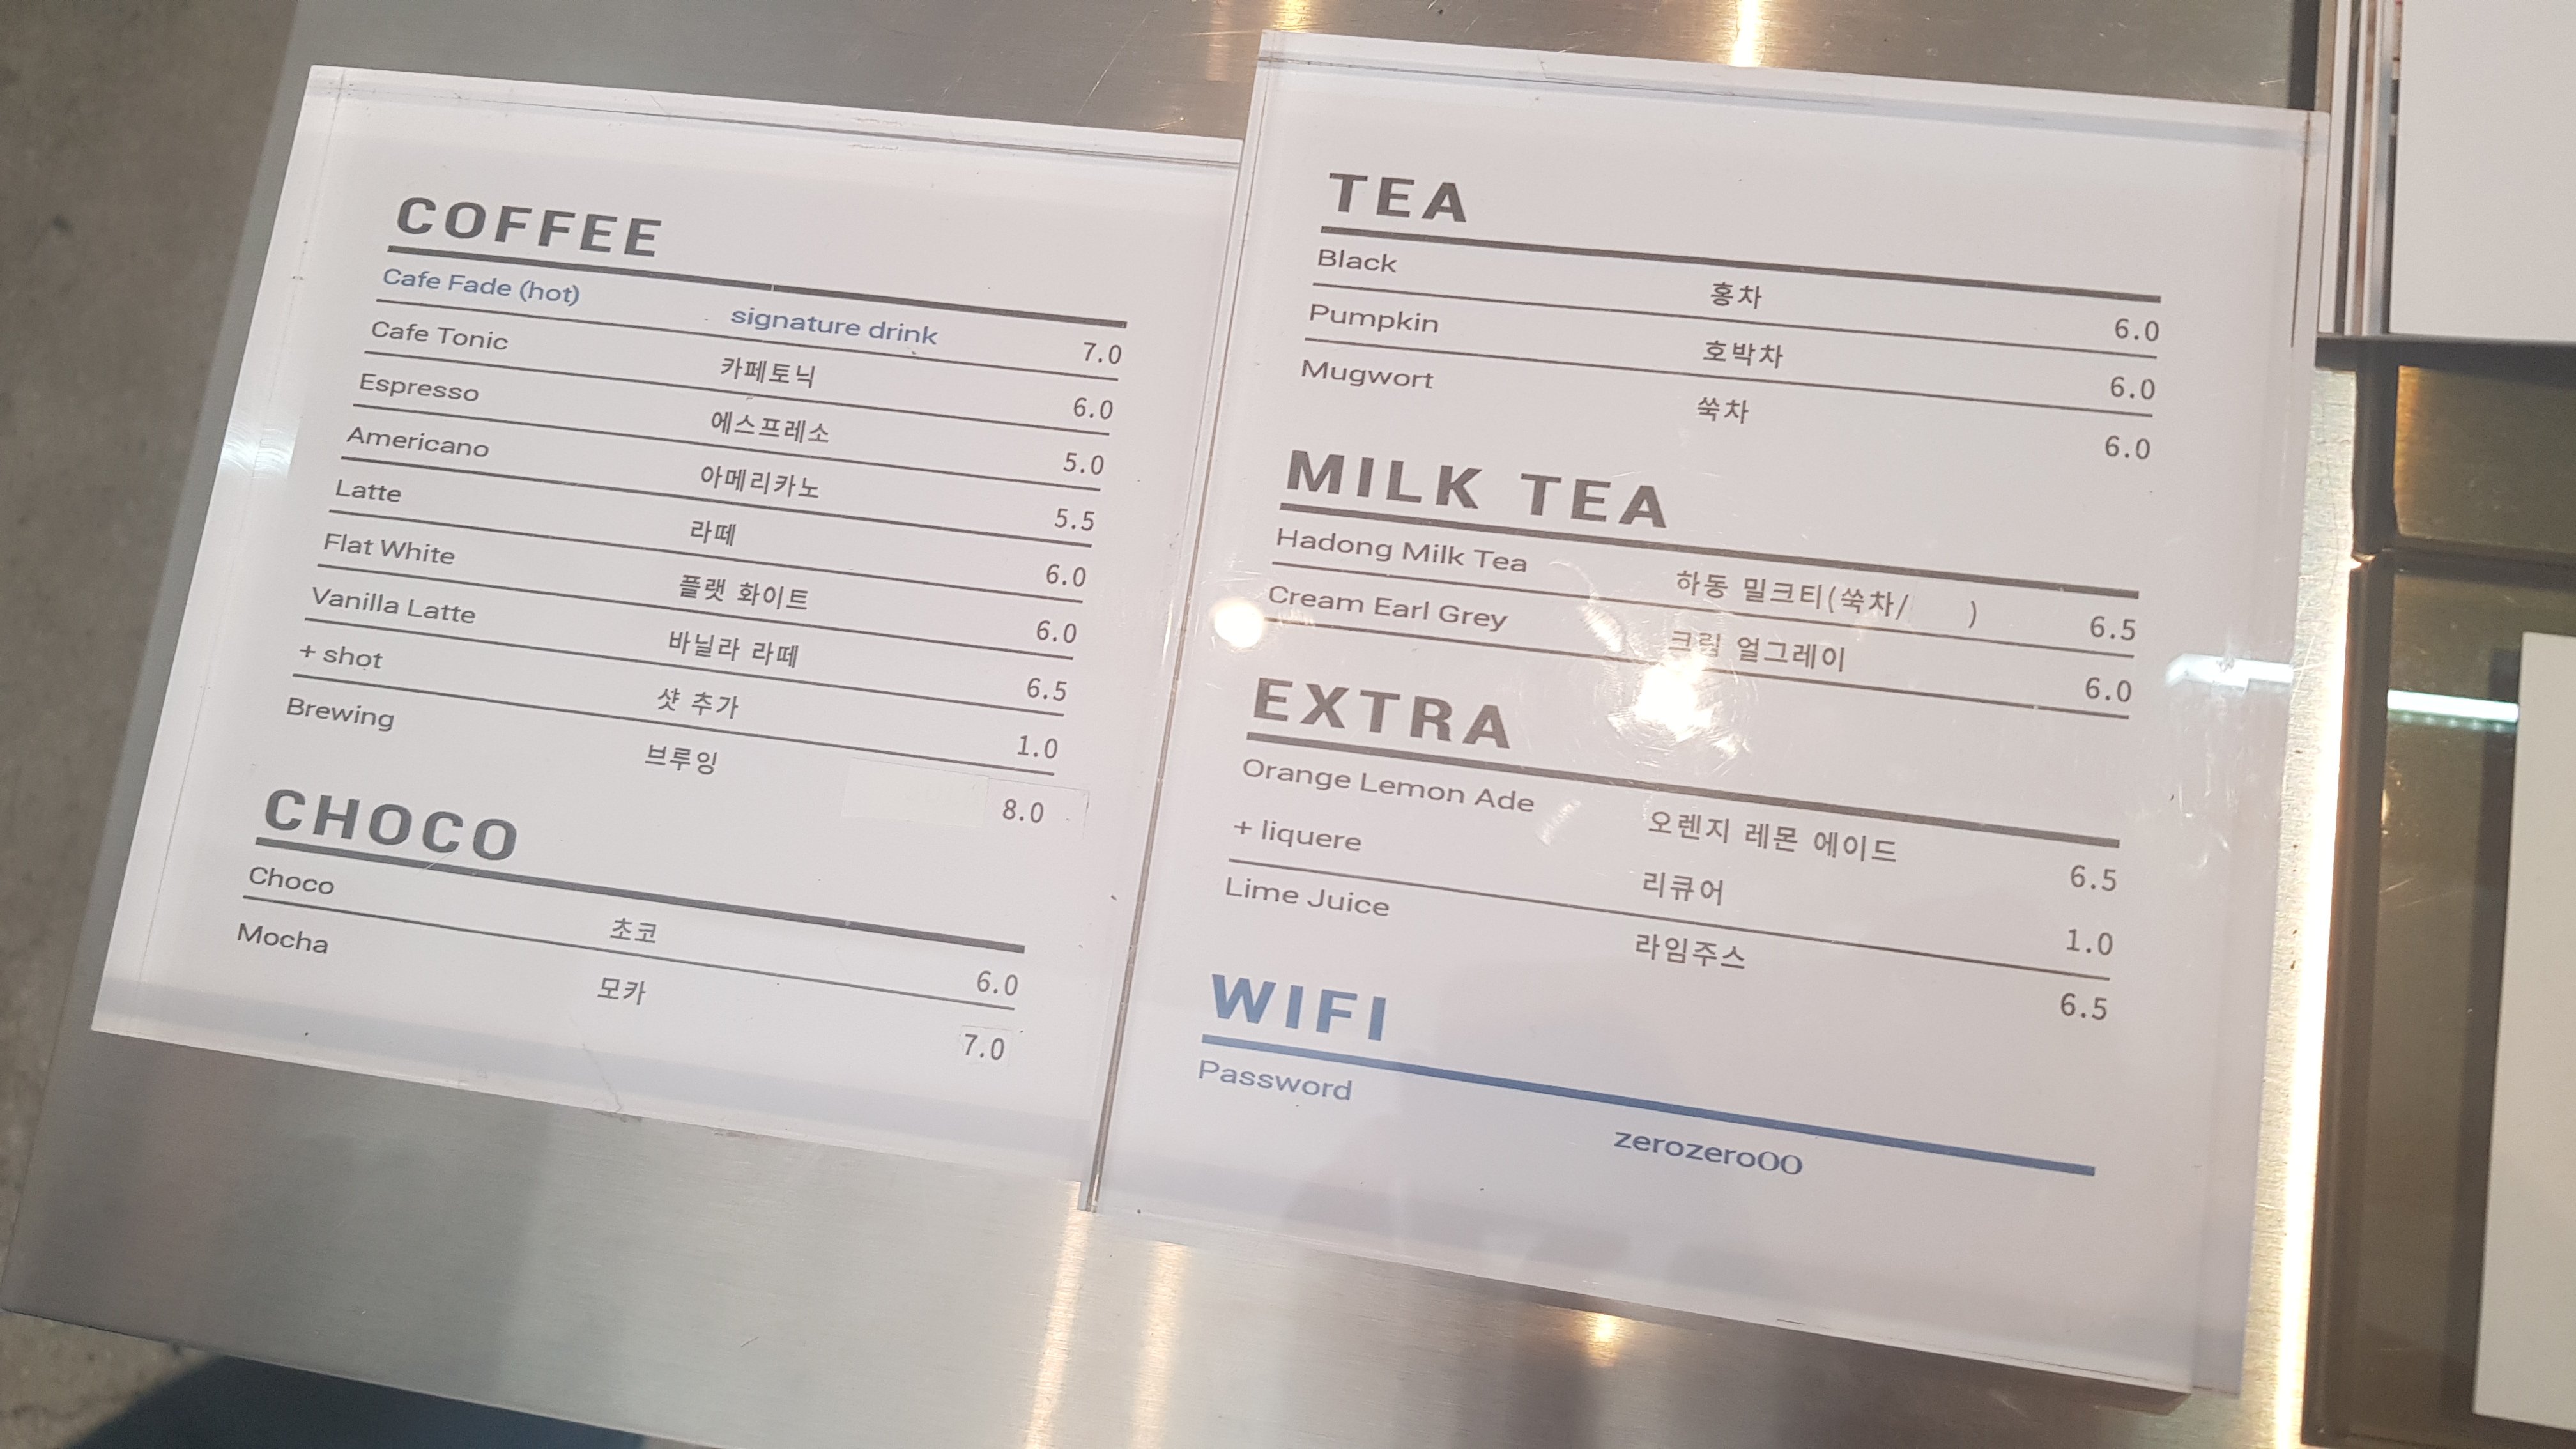 COFFEE
Cafe Fade (hot) signature drink 7.0
Cafe Tonic 카페토닉 6.0
Espresso 에스프레소 5.0
Americano 아메리카노 5.5
Latte 라떼 6.0
Flat White 플랫 화이트 6.0
Vanilla Latte 바닐라 라떼 6.5
+ shot 샷 추가 1.0
Brewing 브루잉 8.0
CHOCO
Choco 초코 6.0
Mocha 모카 7.0
TEA
Black 홍차 6.0
Pumpkin 호박차 6.0
Mugwort 쑥차 6.0
MILK TEA
Hadong Milk Tea 하동 밀크티(쑥차/ ) 6.5
Cream Earl Grey 크림 얼그레이 6.0
EXTRA
Orange Lemon Ade 오렌지 레몬 에이드 6.5
+ liquere 리큐어 1.0
Lime Juice 라임주스 6.5
WIFI
Password zerozero00